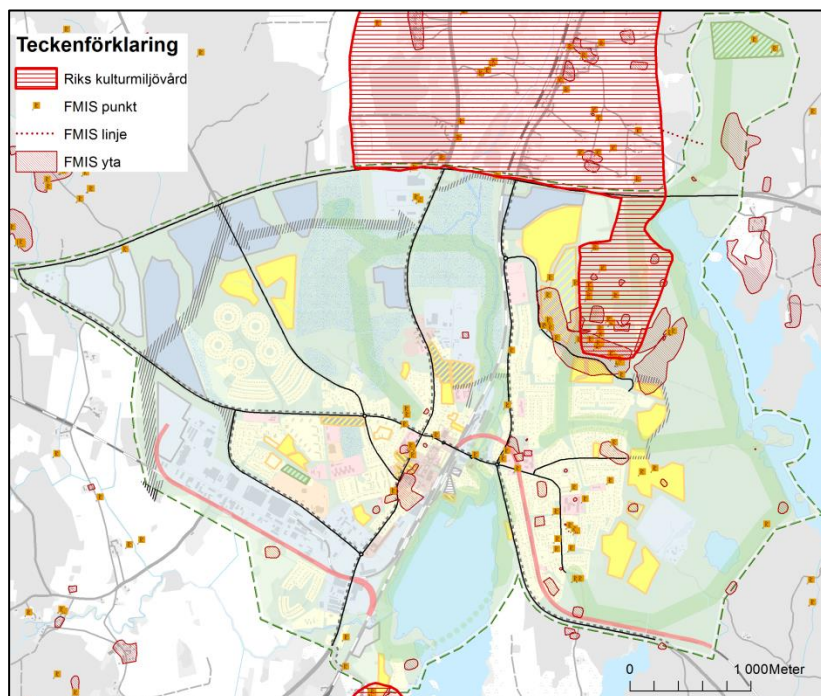 Teckenförklaring
Riks kulturmiljövård
FMIS punkt
FMIS linje
FMIS yta
0 1 000Meter